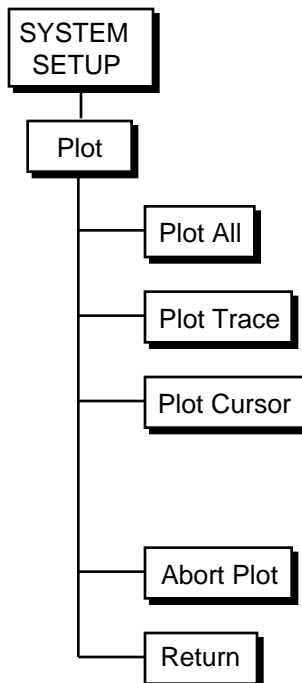 SYSTEM
SETUP
Plot
Plot All
Plot Trace
Plot Cursor
Abort Plot
Return